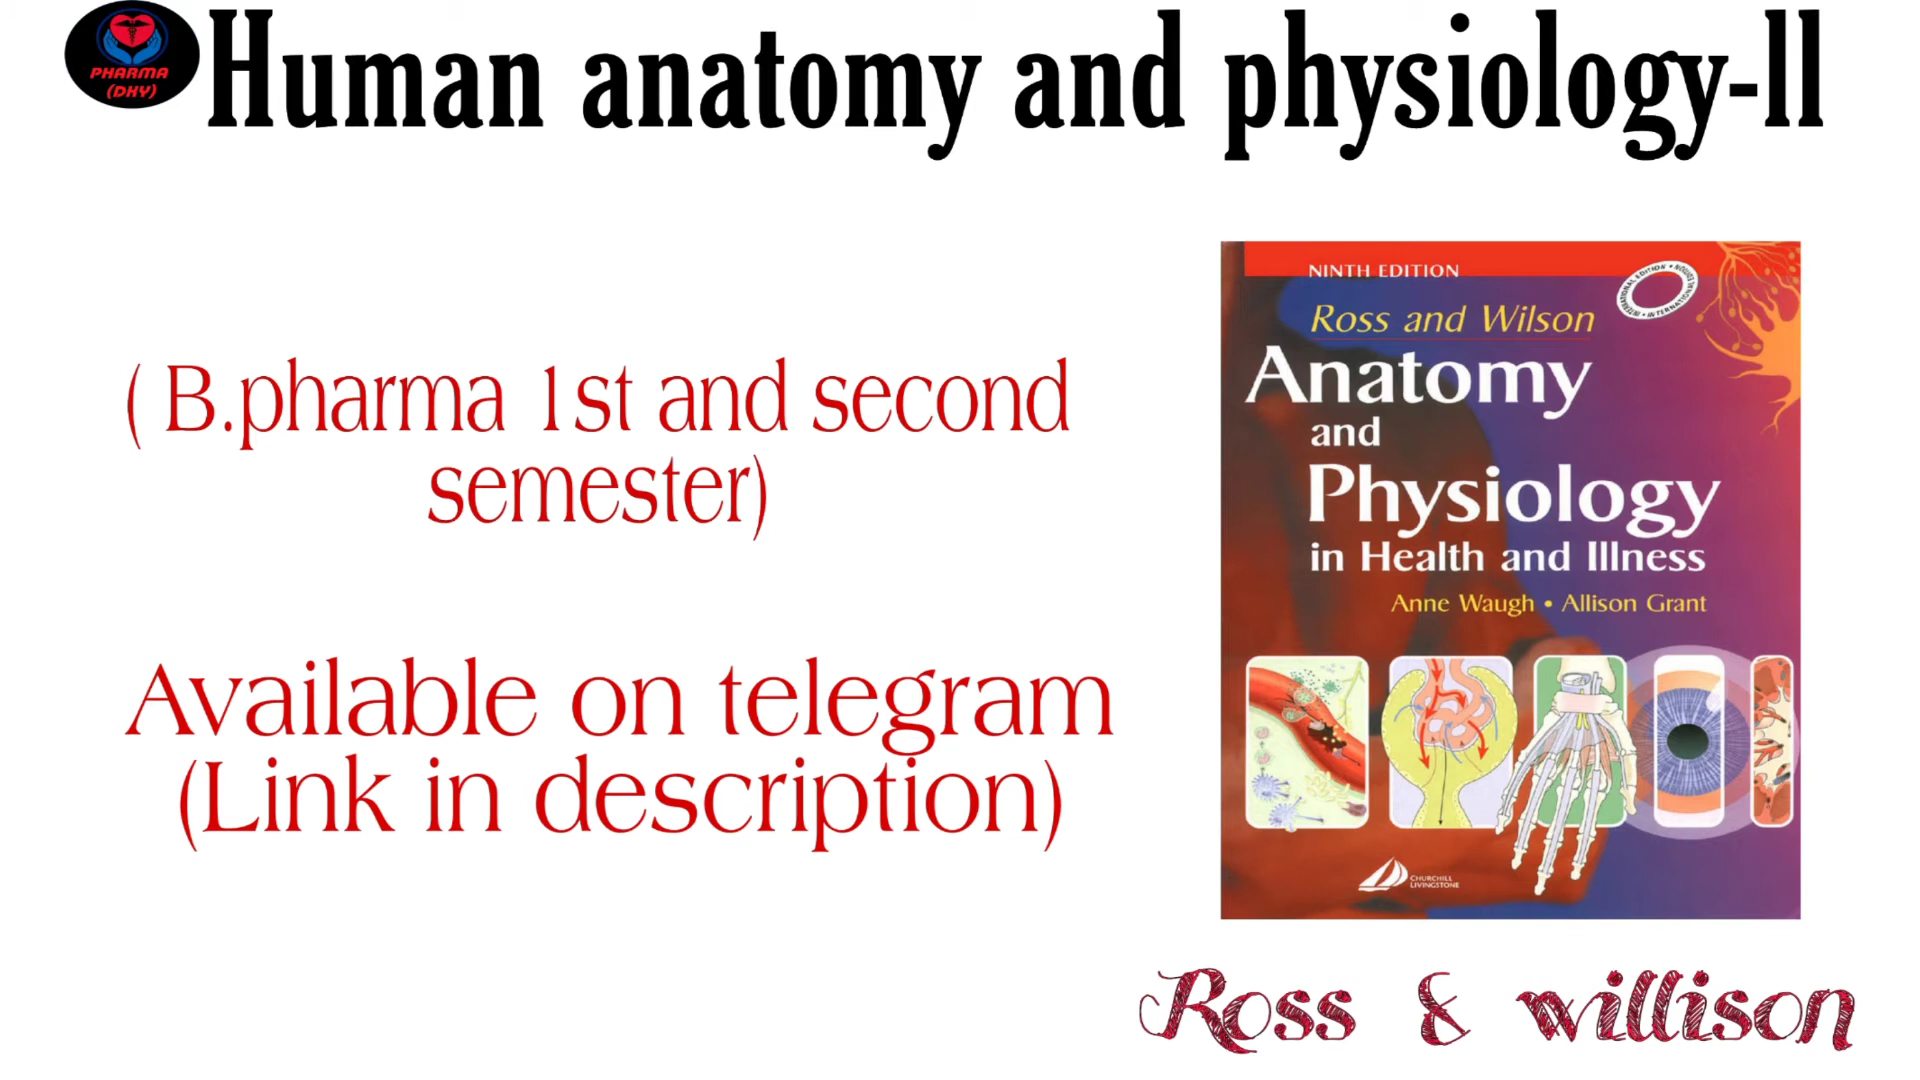 PHARMA
(DHY)
Human anatomy and physiology-ll
( B.pharma 1st and second
semester)
Available on telegram
(Link in description)
NINTH EDITION
Ross and Wilson
Anatomy
and
Physiology
in Health and Illness
Anne Waugh • Allison Grant
CHURCHILL
LIVINGSTONE
Ross & willison